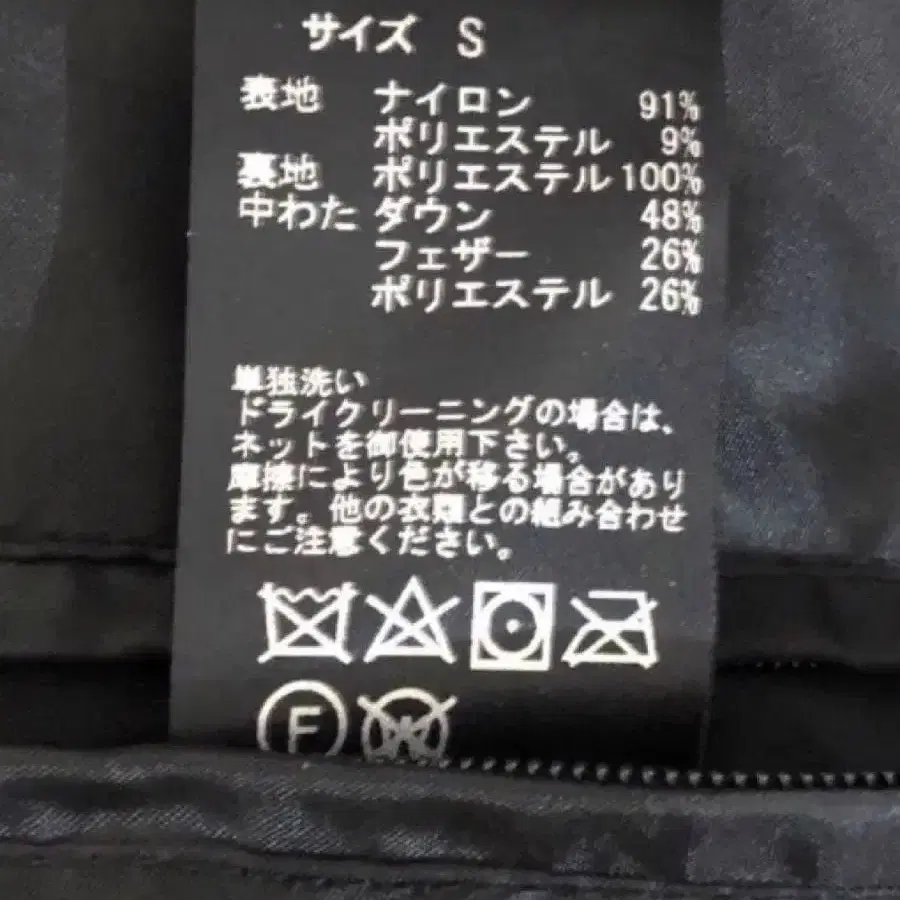 サイズ S
表地 ナイロン 91%
ポリエステル 9%
裏地 ポリエステル 100%
中わた ダウン 48%
フェザー 26%
ポリエステル 26%
単独洗い
ドライクリーニングの場合は、
ネットを御使用下さい。
摩擦により色が移る場合があり
ます。他の衣類との組み合わせ
にご注意ください。
F W